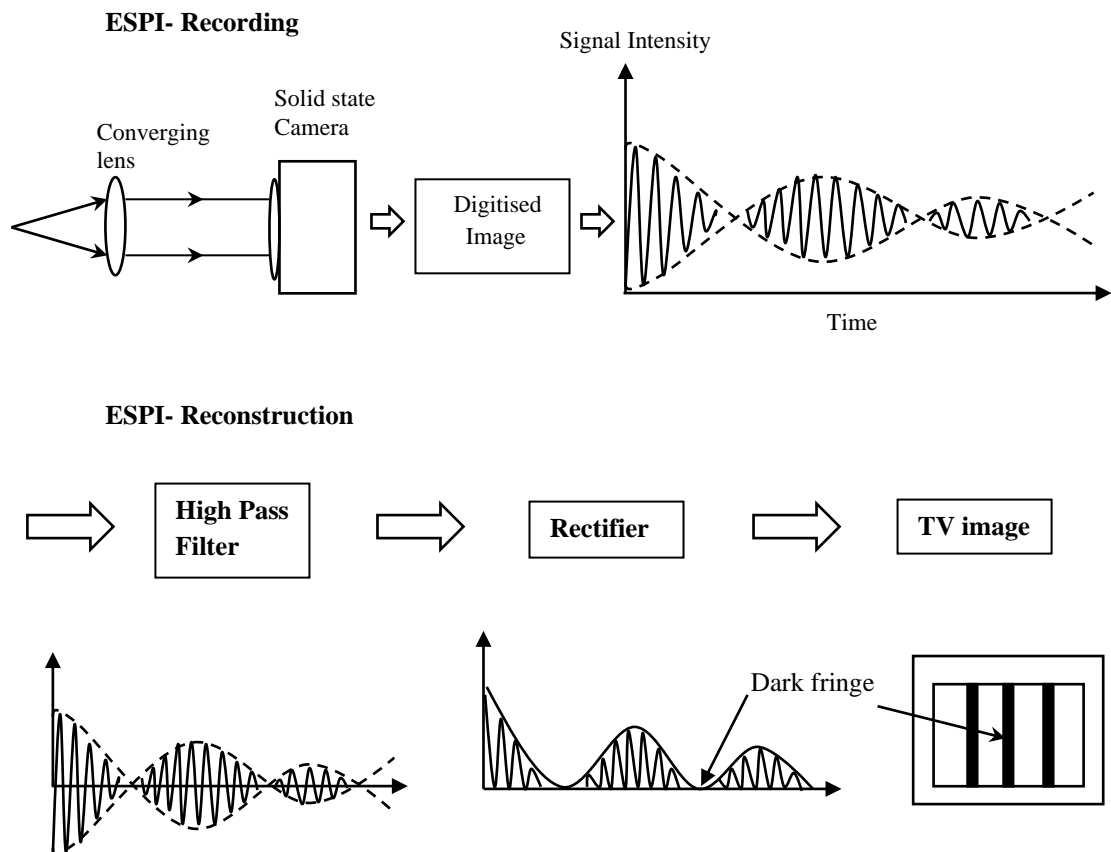 ESPI- Recording
Signal Intensity
Solid state
Camera
Converging
lens
Digitised
Image
Time
ESPI- Reconstruction
High Pass
Filter
Rectifier
TV image
Dark fringe